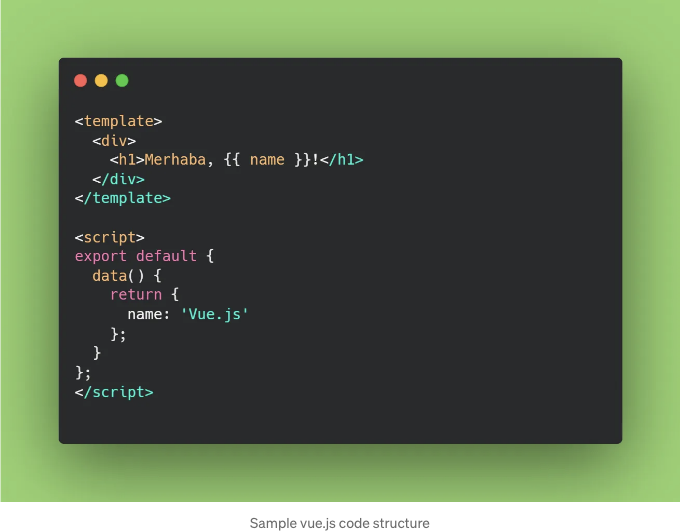 <template>
  <div>
    <h1>Merhaba, {{ name }}!</h1>
  </div>
</template>

<script>
export default {
  data() {
    return {
      name: 'Vue.js'
    };
  }
};
</script>

Sample vue.js code structure